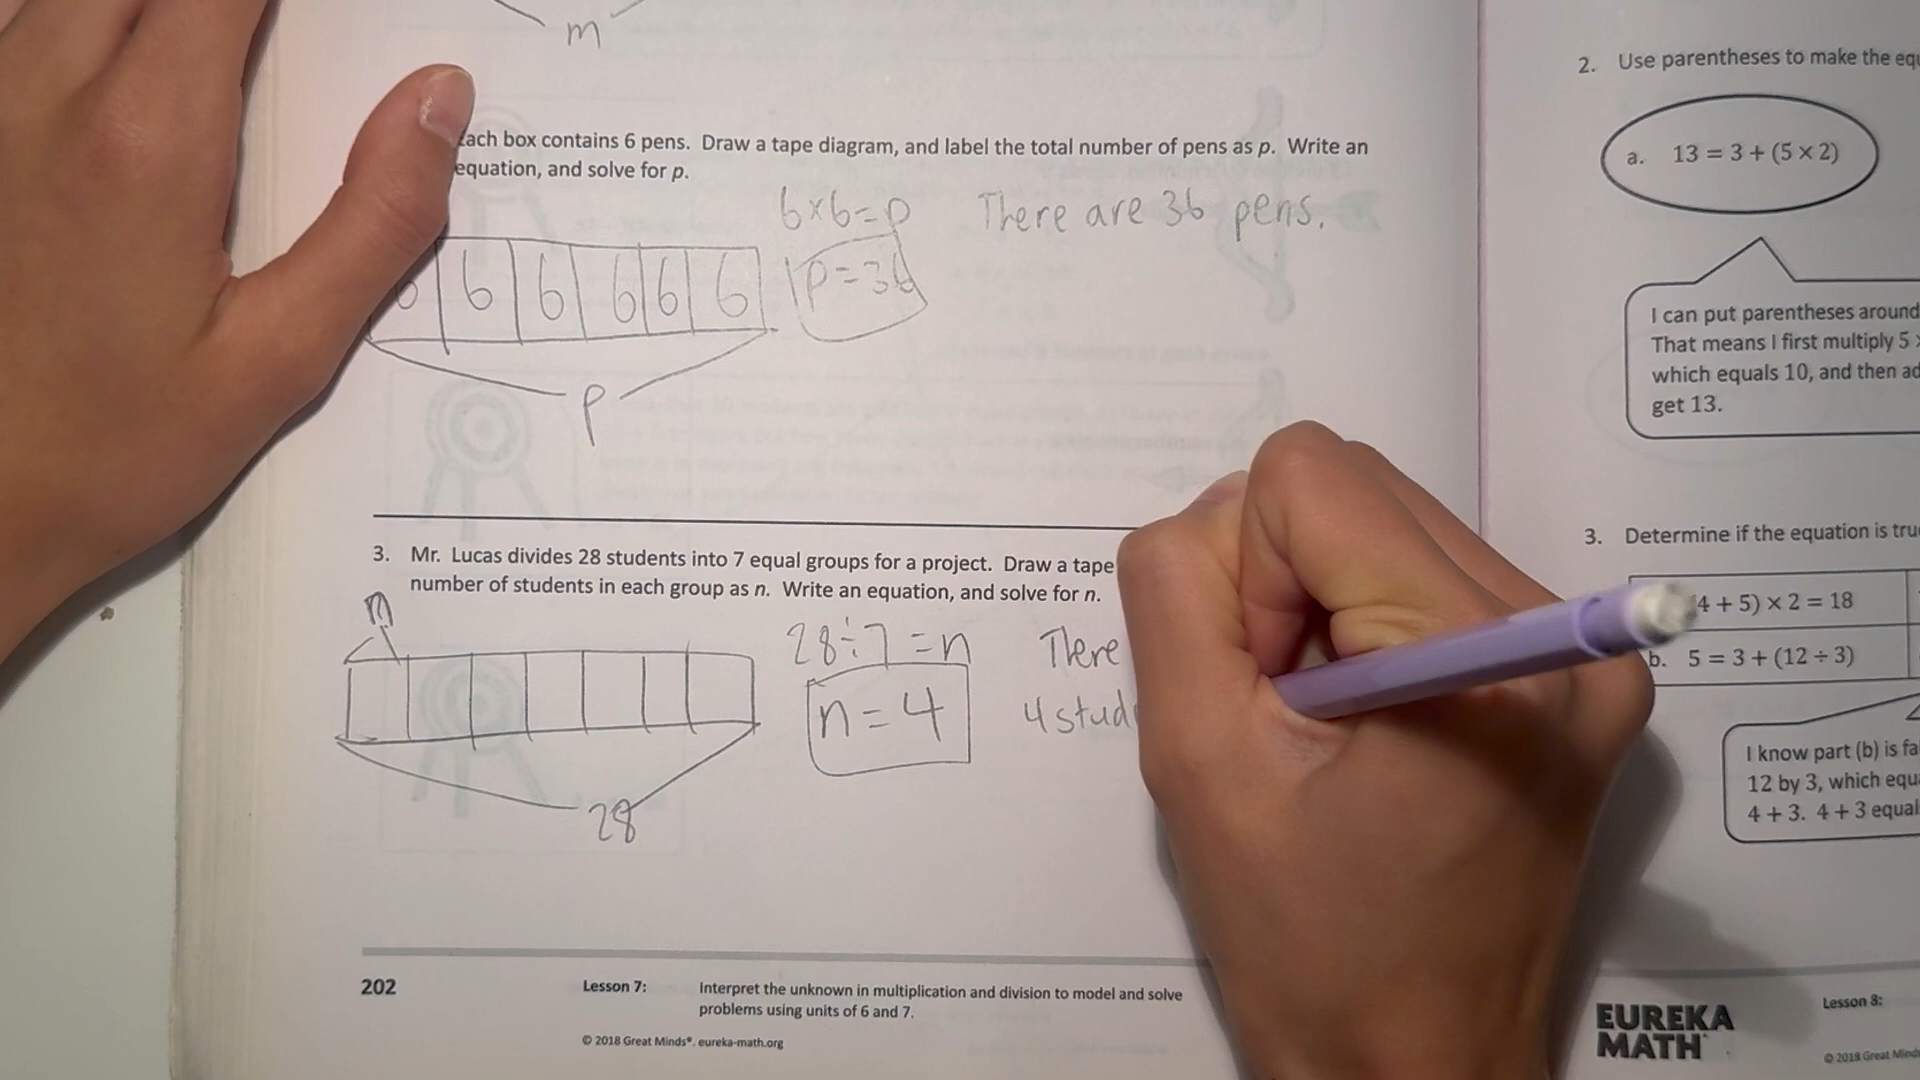 m
Each box contains 6 pens. Draw a tape diagram, and label the total number of pens as p. Write an
equation, and solve for p.
6×6=p
There are 36 pens.
6 6 6 6 6 6
p=36
p
3. Mr. Lucas divides 28 students into 7 equal groups for a project. Draw a tape
number of students in each group as n. Write an equation, and solve for n.
n
28÷7=n
There
n=4
4 stud
28
202
Lesson 7:
Interpret the unknown in multiplication and division to model and solve
problems using units of 6 and 7.
© 2018 Great Minds®. eureka-math.org
2. Use parentheses to make the equ
a. 13 = 3 + (5 × 2)
I can put parentheses around
That means I first multiply 5
which equals 10, and then ad
get 13.
3. Determine if the equation is tru
4 + 5) × 2 = 18
b. 5 = 3 + (12 ÷ 3)
I know part (b) is fa
12 by 3, which equa
4 + 3. 4 + 3 equal
EUREKA
MATH
Lesson 8:
© 2018 Great Minds